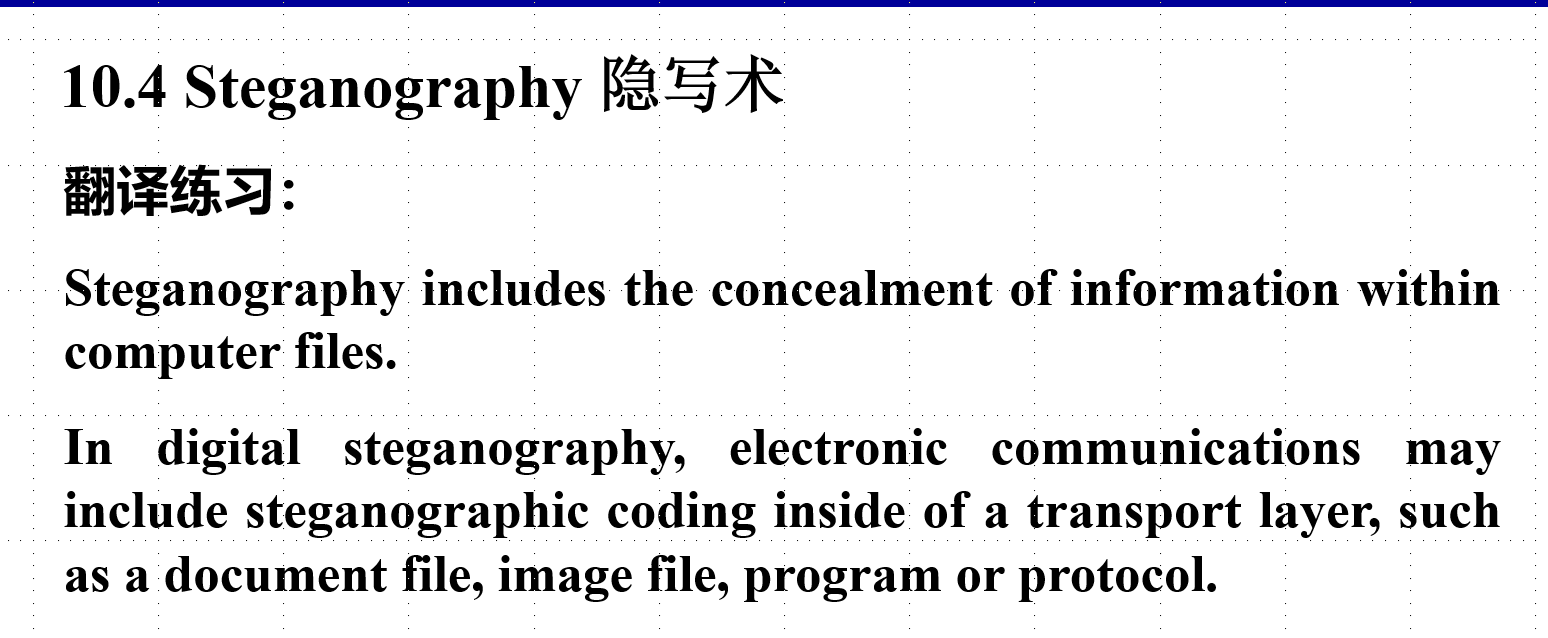 10.4 Steganography 隐写术
翻译练习：
Steganography includes the concealment of information within
computer files.
In digital steganography, electronic communications may
include steganographic coding inside of a transport layer, such
as a document file, image file, program or protocol.